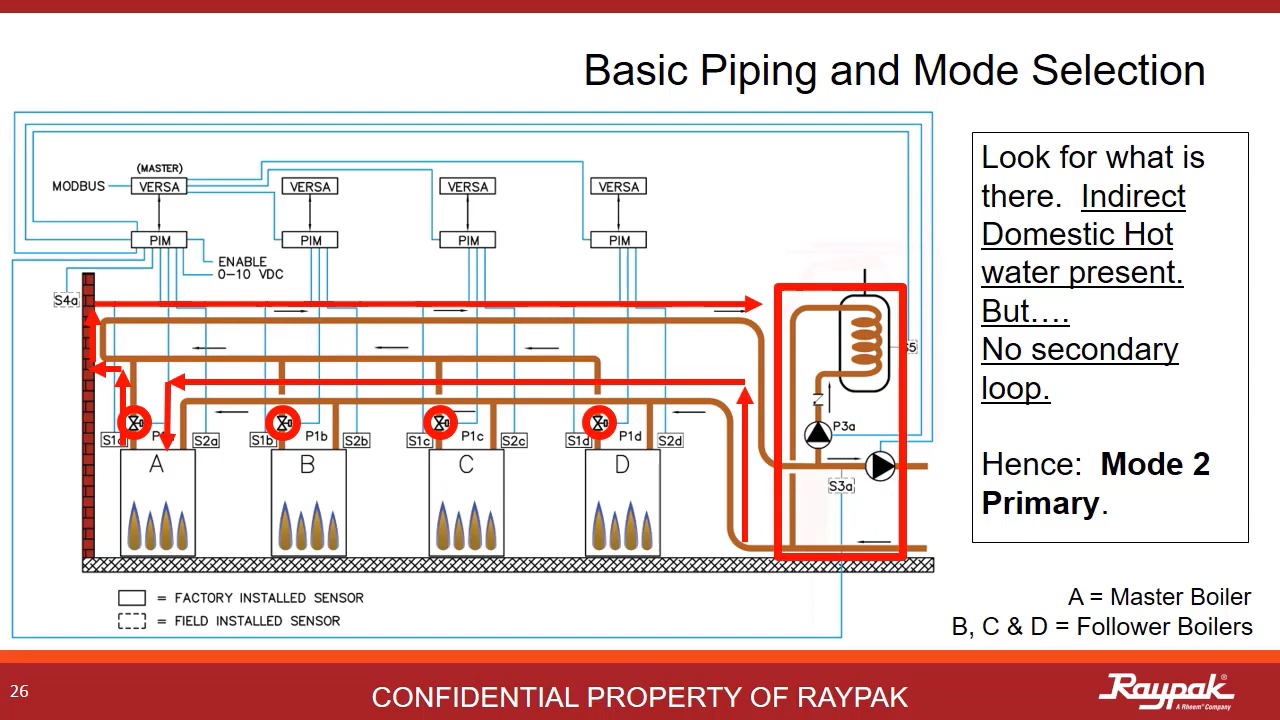 Basic Piping and Mode Selection
(MASTER)
MODBUS
VERSA
VERSA
VERSA
VERSA
PIM
PIM
PIM
PIM
ENABLE
0-10 VDC
S4a
S5
P3a
S3a
S1a
S2a
S1b
P1b
S2b
S1c
P1c
S2c
S1d
P1d
S2d
A
B
C
D
= FACTORY INSTALLED SENSOR
= FIELD INSTALLED SENSOR
Look for what is
there. Indirect
Domestic Hot
water present.
But….
No secondary
loop.
Hence: Mode 2
Primary.
A = Master Boiler
B, C & D = Follower Boilers
26
CONFIDENTIAL PROPERTY OF RAYPAK
Raypak®
A Rheem® Company